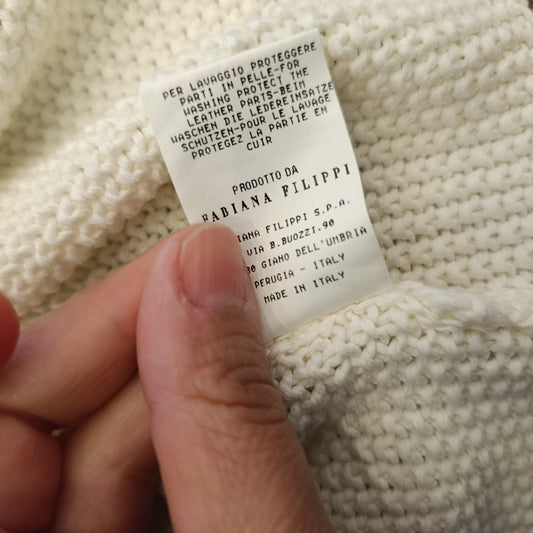 PER LAVAGGIO PROTEGGERE
PARTI IN PELLE-FOR
WASHING PROTECT THE
LEATHER PARTS-BEIM
WASCHEN DIE LEDEREINSATZE
SCHUTZEN-POUR LE LAVAGE
PROTEGEZ LA PARTIE EN
CUIR
PRODOTTO DA
FABIANA FILIPPI
IANA FILIPPI S.P.A.
VIA B.BUOZZI.90
30 GIANO DELL'UMBRIA
PERUGIA - ITALY
MADE IN ITALY